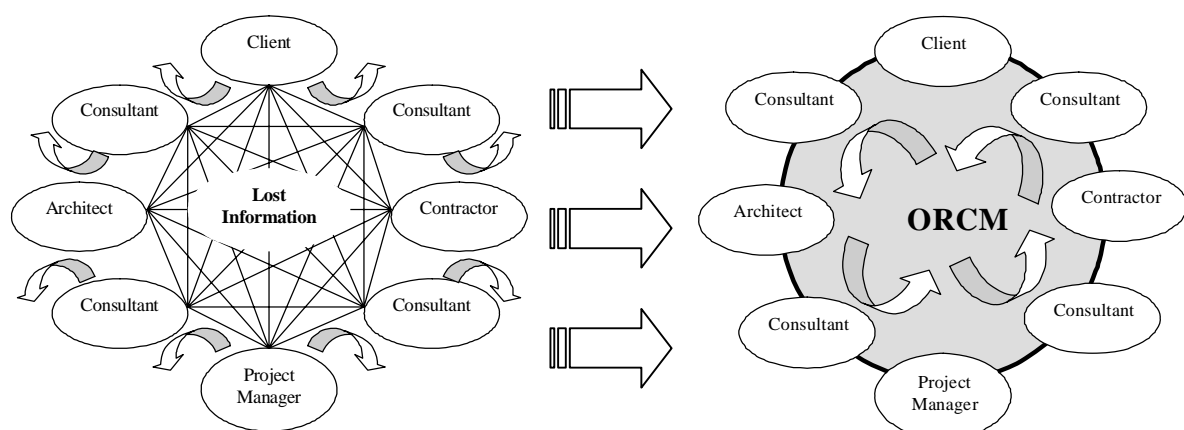 Client
Consultant
Consultant
Lost
Information
Architect
Contractor
Consultant
Consultant
Project
Manager
Client
Consultant
Consultant
Architect
ORCM
Contractor
Consultant
Consultant
Project
Manager